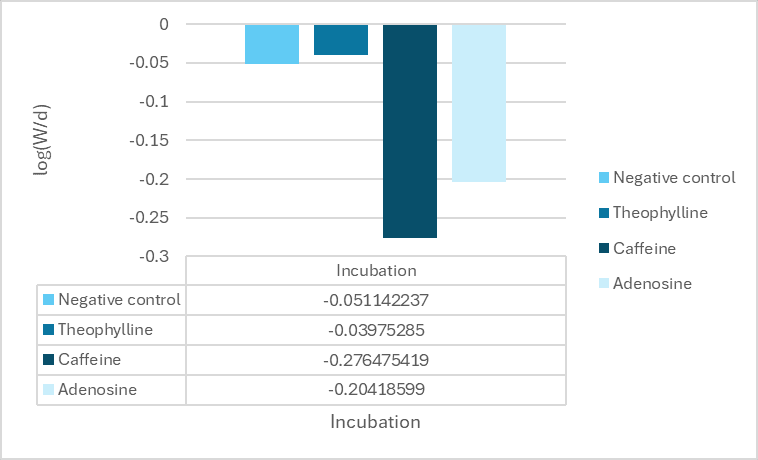 0
-0.05
-0.1
-0.15
-0.2
-0.25
-0.3
log(W/d)
Negative control
Theophylline
Caffeine
Adenosine
Incubation
Negative control -0.051142237
Theophylline -0.03975285
Caffeine -0.276475419
Adenosine -0.20418599
Incubation